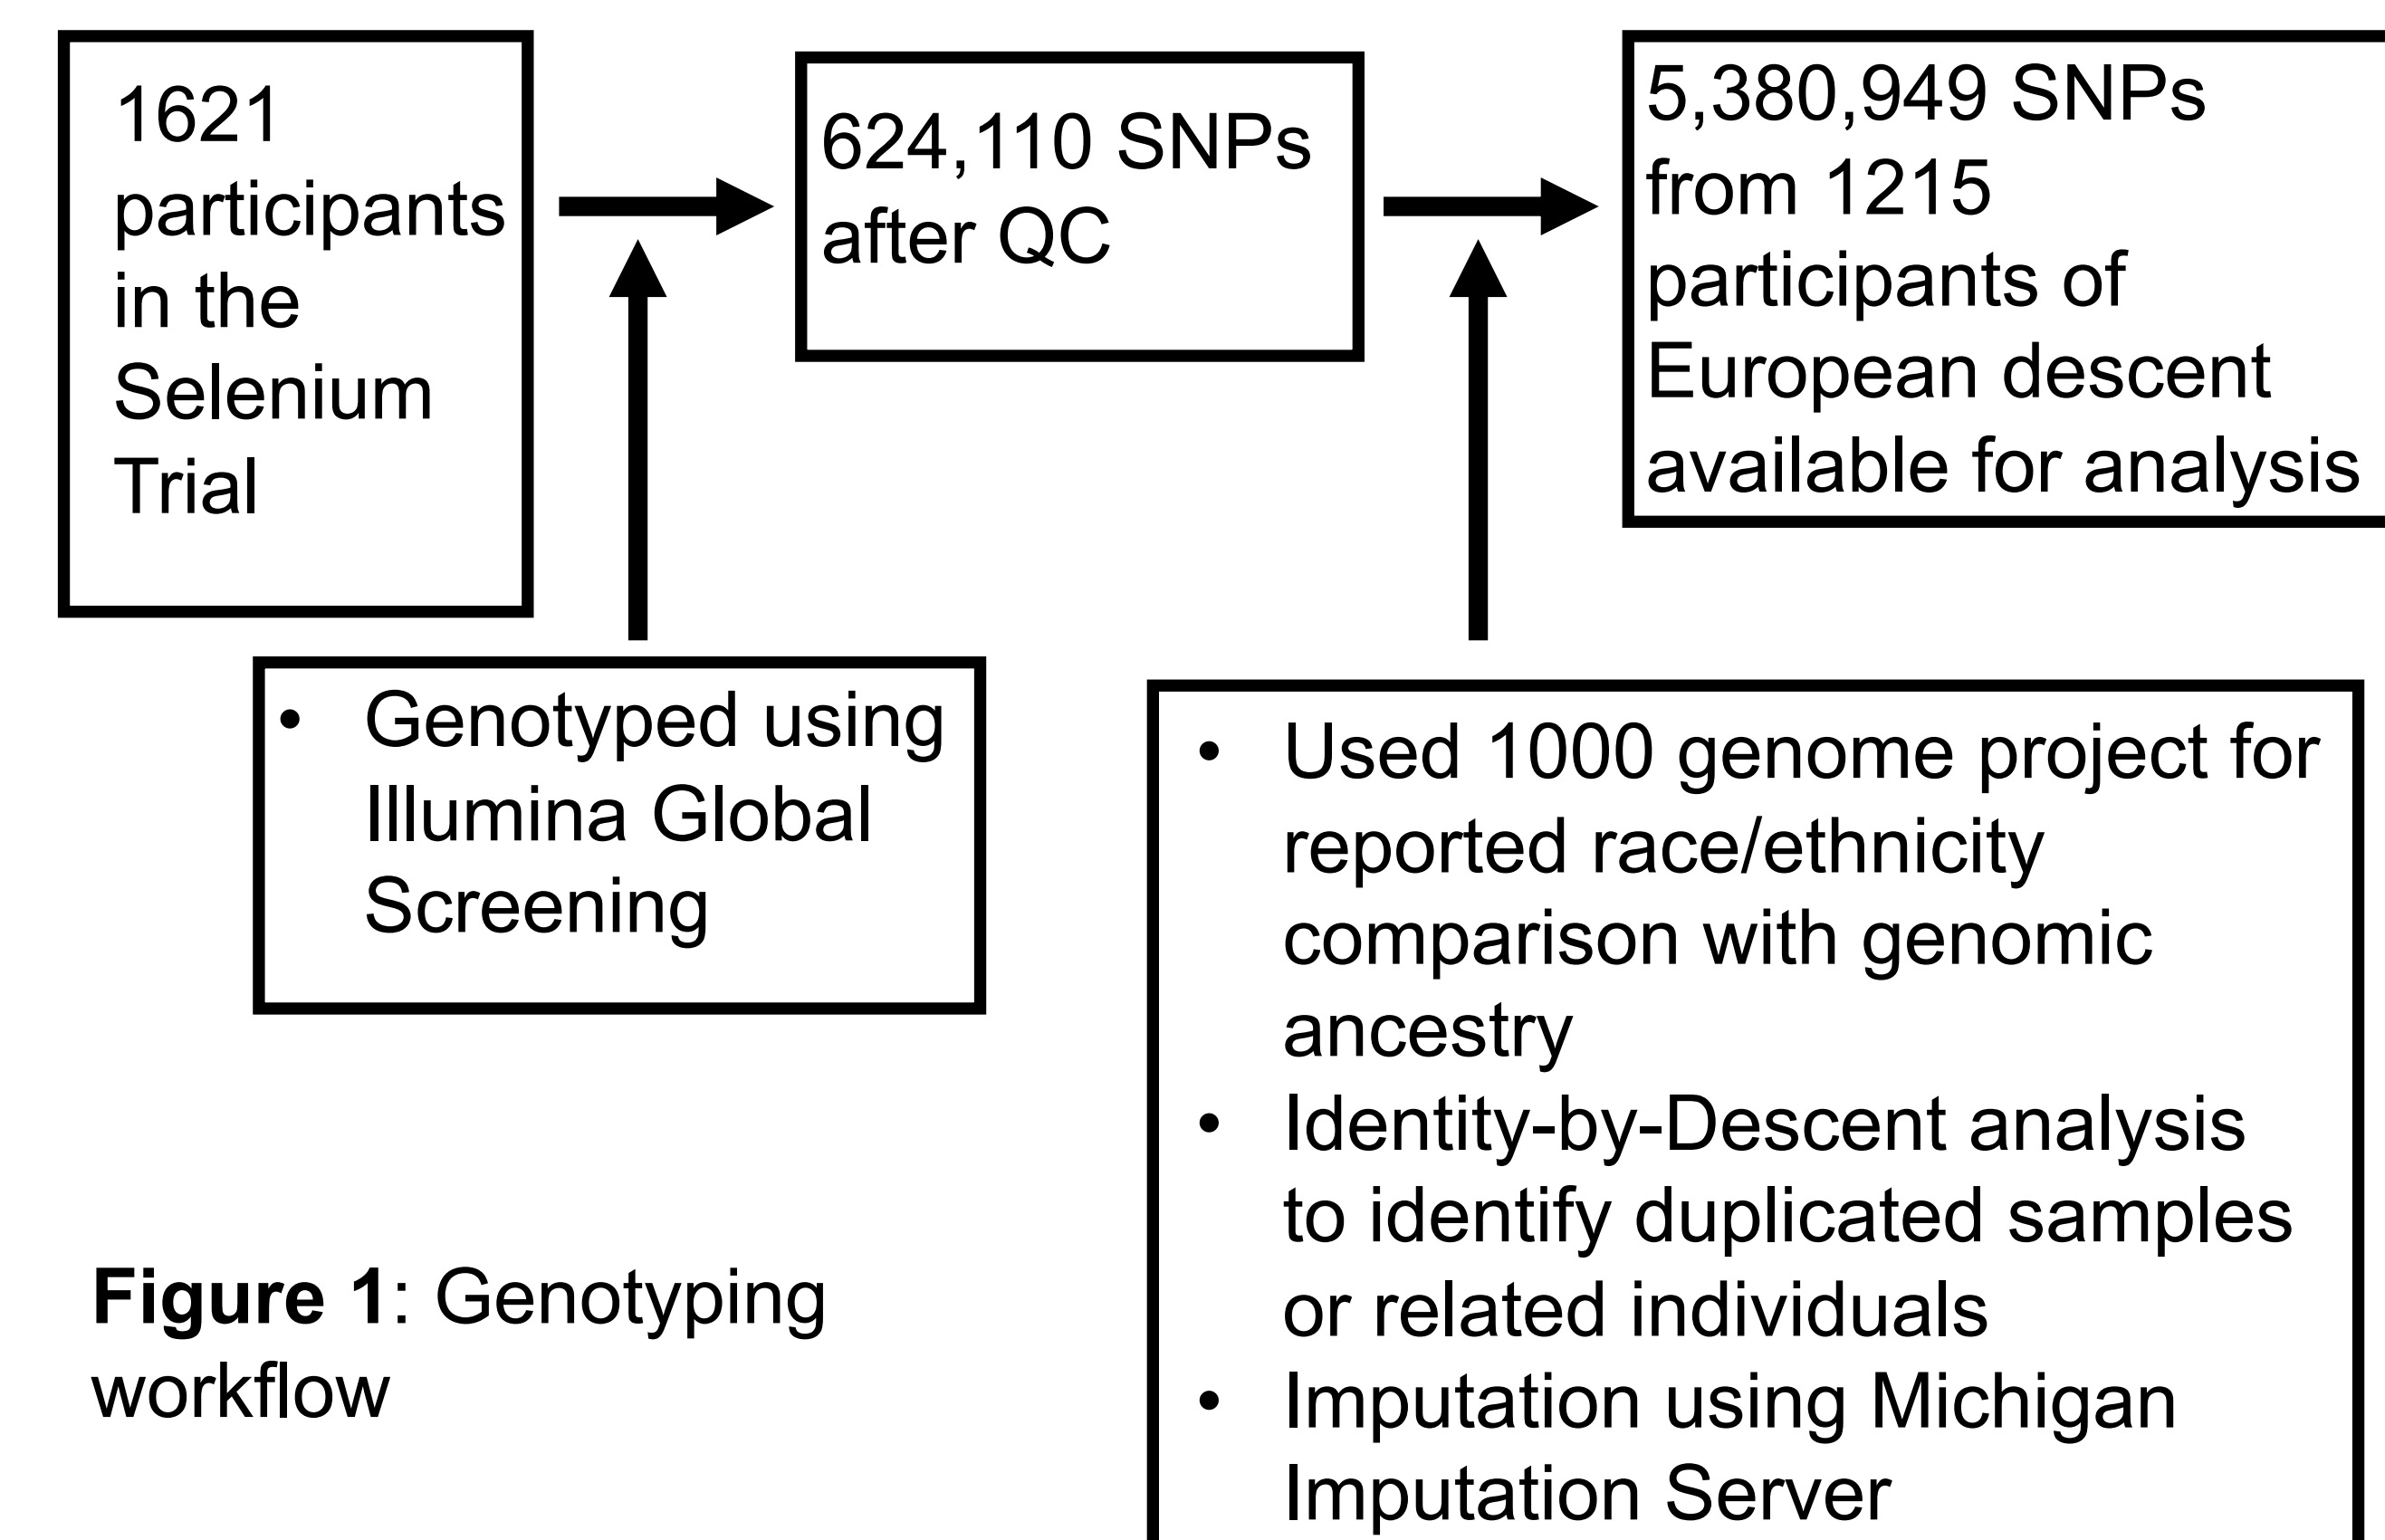 1621
participants
in the
Selenium
Trial
624,110 SNPs
after QC
5,380,949 SNPs
from 1215
participants of
European descent
available for analysis
• Genotyped using
Illumina Global
Screening
• Used 1000 genome project for
reported race/ethnicity
comparison with genomic
ancestry
• Identity-by-Descent analysis
to identify duplicated samples
or related individuals
• Imputation using Michigan
Imputation Server
Figure 1: Genotyping
workflow